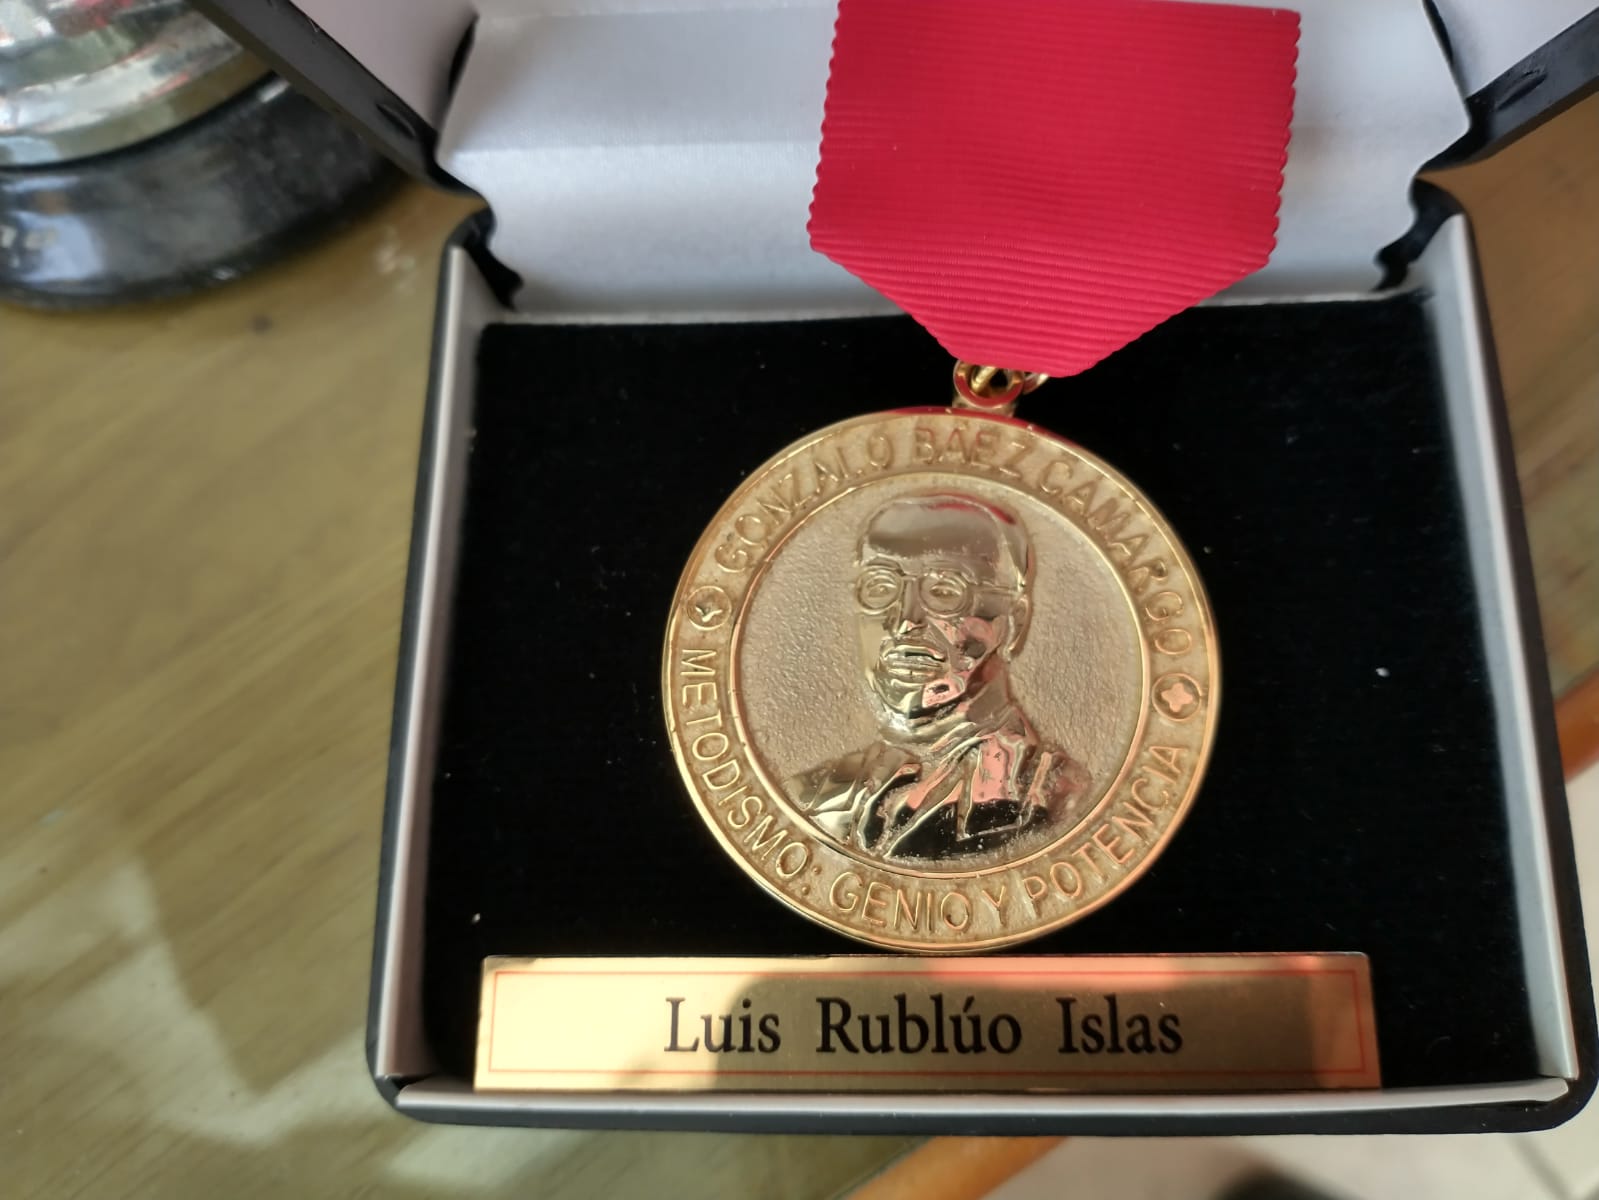 GONZALO BÁEZ CAMARGO
METODISMO: GENIO Y POTENCIA
Luis Rublúo Islas